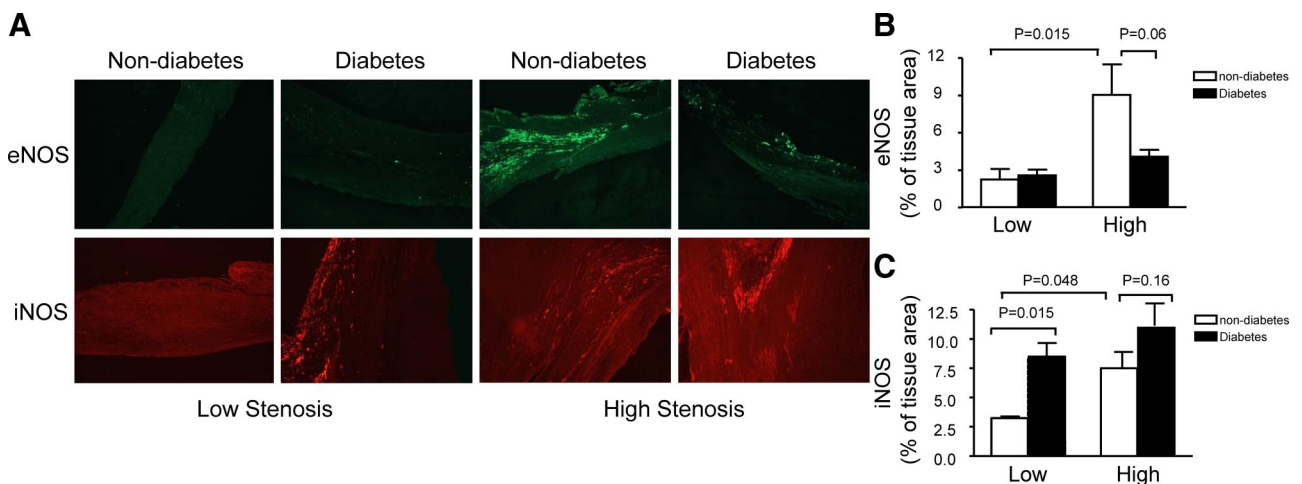 A
Non-diabetes Diabetes Non-diabetes Diabetes
eNOS
iNOS
Low Stenosis High Stenosis
B
P=0.015 P=0.06
eNOS
(% of tissue area)
12
9
6
3
0
Low High
non-diabetes
Diabetes
C
P=0.048 P=0.16
P=0.015
iNOS
(% of tissue area)
12.5
10.0
7.5
5.0
2.5
0.0
Low High
non-diabetes
Diabetes